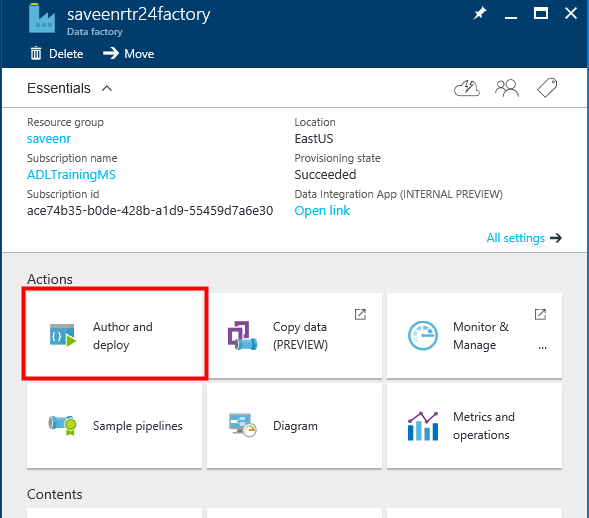 saveenrtr24factory
Data factory
Delete Move
Essentials
Resource group
saveenr
Subscription name
ADLTrainingMS
Subscription id
ace74b35-b0de-428b-a1d9-55459d7a6e30
Location
EastUS
Provisioning state
Succeeded
Data Integration App (INTERNAL PREVIEW)
Open link
All settings
Actions
Author and
deploy
Copy data
(PREVIEW)
Monitor &
Manage ...
Sample pipelines
Diagram
Metrics and
operations
Contents